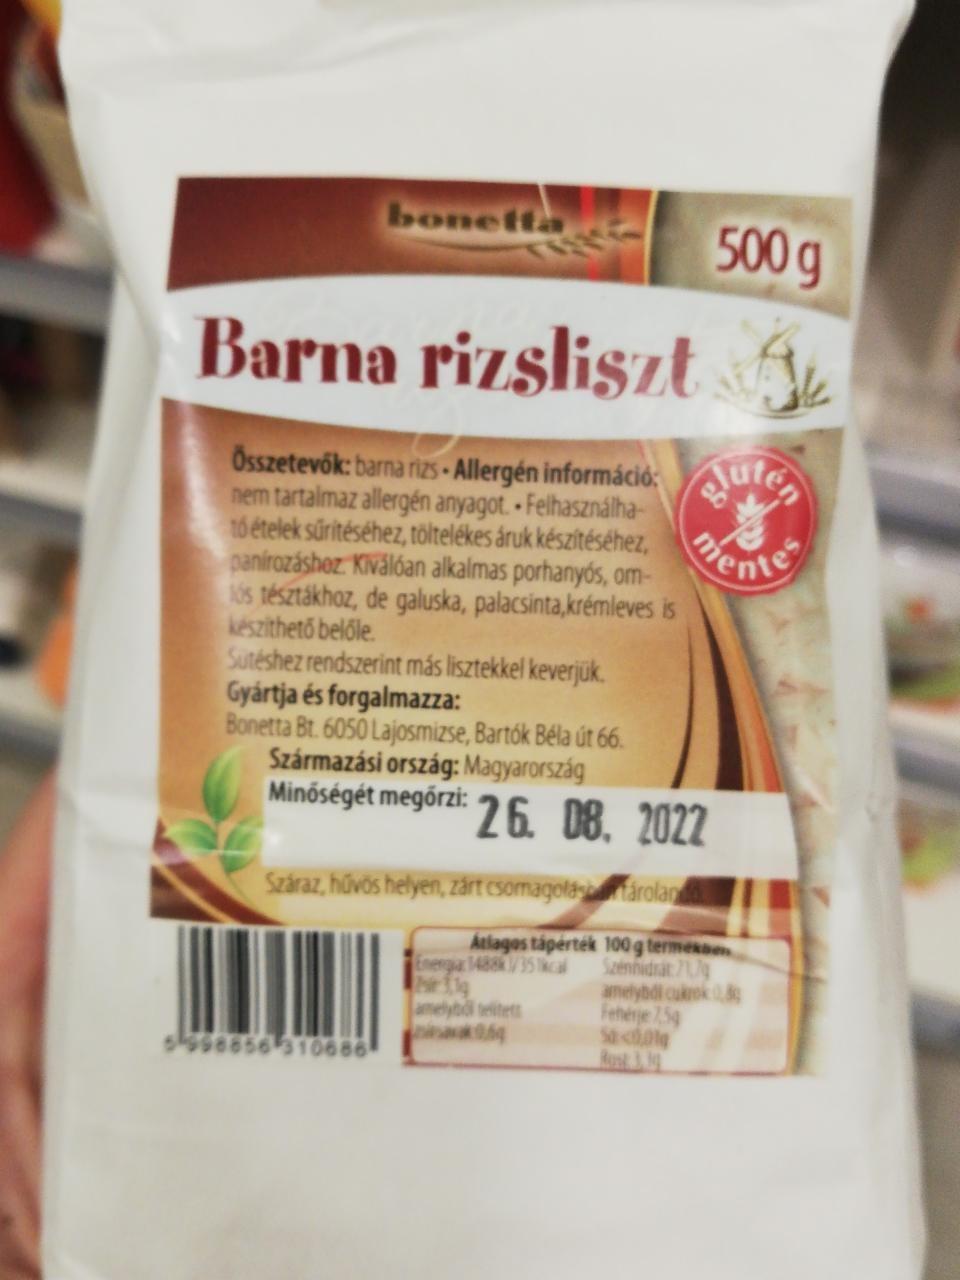 bonetta
500 g
Barna rizsliszt
Összetevők: barna rizs • Allergén információ:
nem tartalmaz allergén anyagot. • Felhasználha-
tó ételek sűrítéséhez, töltelékes áruk készítéséhez,
panírozáshoz. Kiválóan alkalmas porhanyós, om-
lós tésztákhoz, de galuska, palacsinta,krémleves is
készíthető belőle.
Sütéshez rendszerint más lisztekkel keverjük.
glutén
mentes
Gyártja és forgalmazza:
Bonetta Bt. 6050 Lajosmizse, Bartók Béla út 66.
Származási ország: Magyarország
Minőségét megőrzi: 26. 08. 2022
Száraz, hűvös helyen, zárt csomagolásban tárolandó.
Átlagos tápérték 100 g termékben
Energia:1488kJ/351kcal
Zsír:3,1g
amelyből telített
zsírsavak:0,6g
Szénhidrát:71,7g
amelyből cukrok:0,8g
Fehérje:7,5g
Só:<0,01g
Rost:3,3g
5 998856 310686